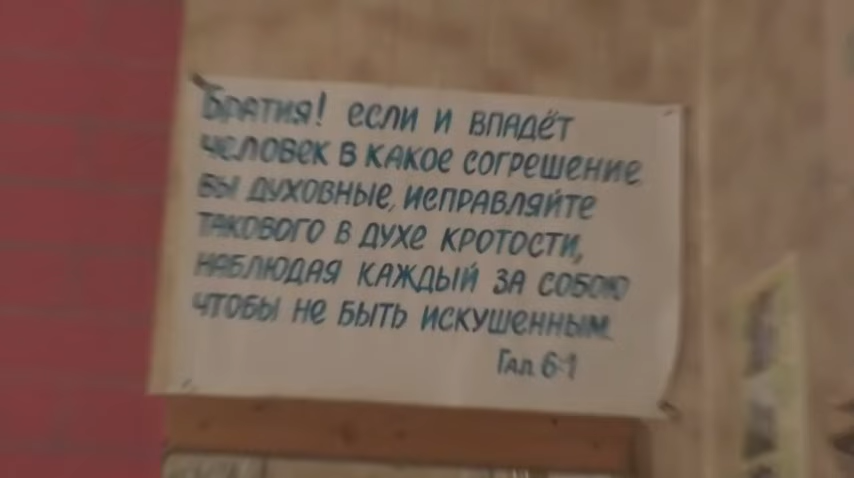 Братия! если и впадёт
человек в какое согрешение
вы духовные, исправляйте
такового в духе кротости,
наблюдая каждый за собою
чтобы не быть искушенным.
Гал. 6:1